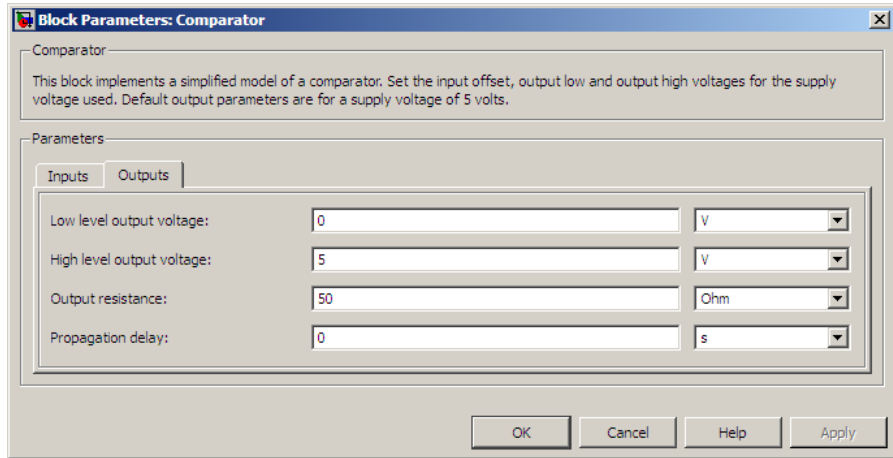 Block Parameters: Comparator
Comparator
This block implements a simplified model of a comparator. Set the input offset, output low and output high voltages for the supply
voltage used. Default output parameters are for a supply voltage of 5 volts.
Parameters
Inputs Outputs
Low level output voltage: 0 V
High level output voltage: 5 V
Output resistance: 50 Ohm
Propagation delay: 0 s
OK Cancel Help Apply